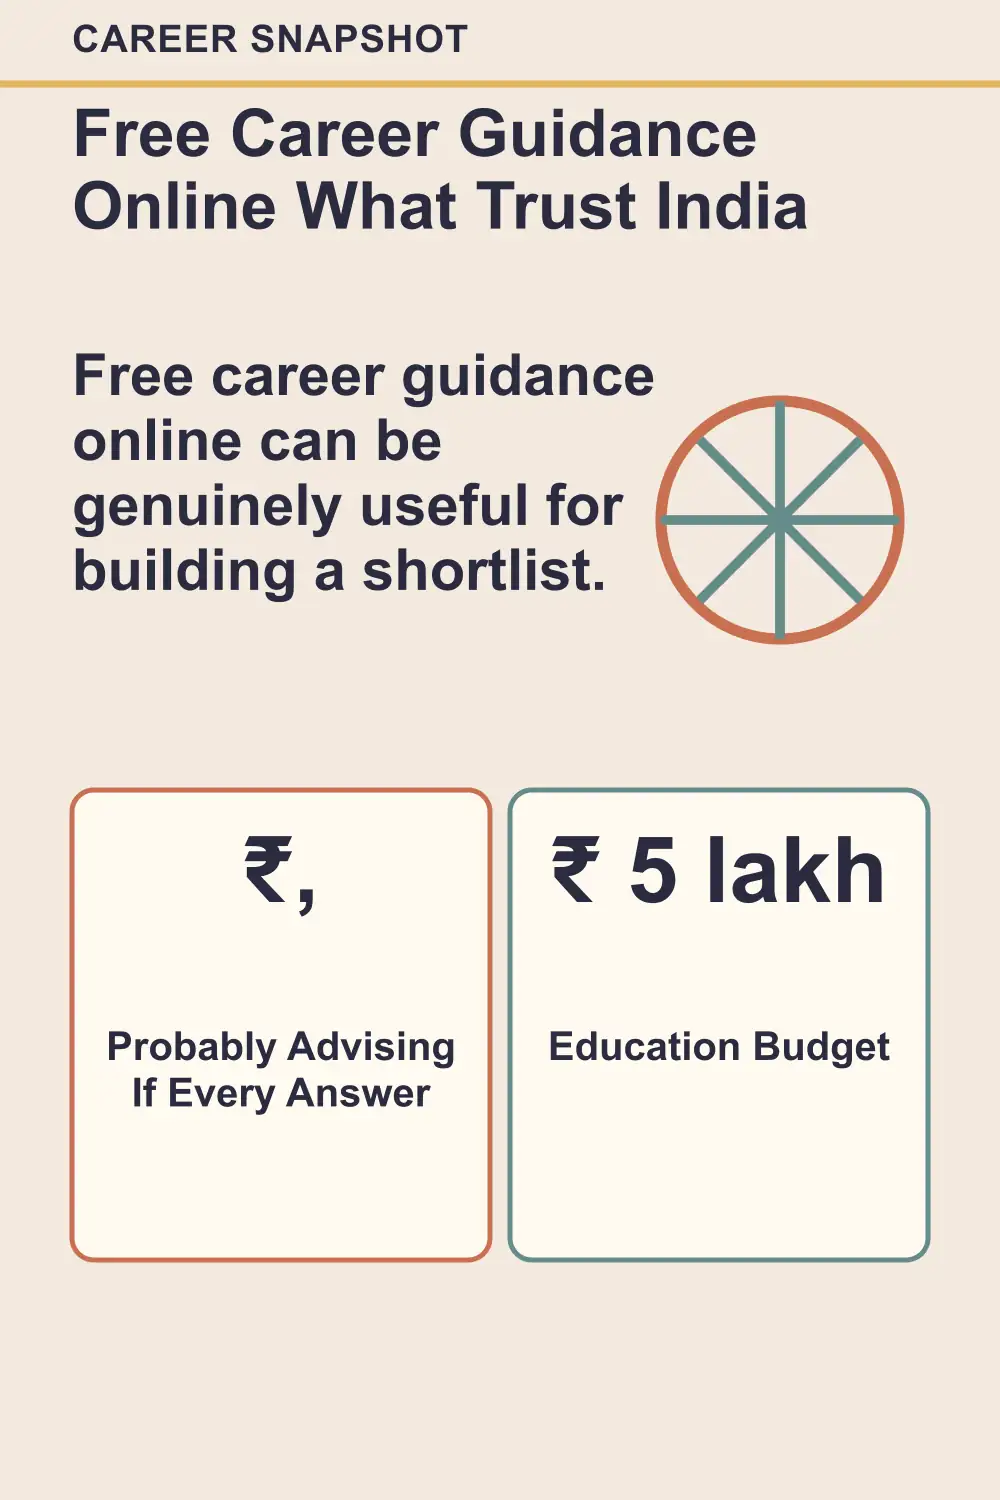 CAREER SNAPSHOT
Free Career Guidance
Online What Trust India
Free career guidance
online can be
genuinely useful for
building a shortlist.
₹,
Probably Advising
If Every Answer
₹ 5 lakh
Education Budget